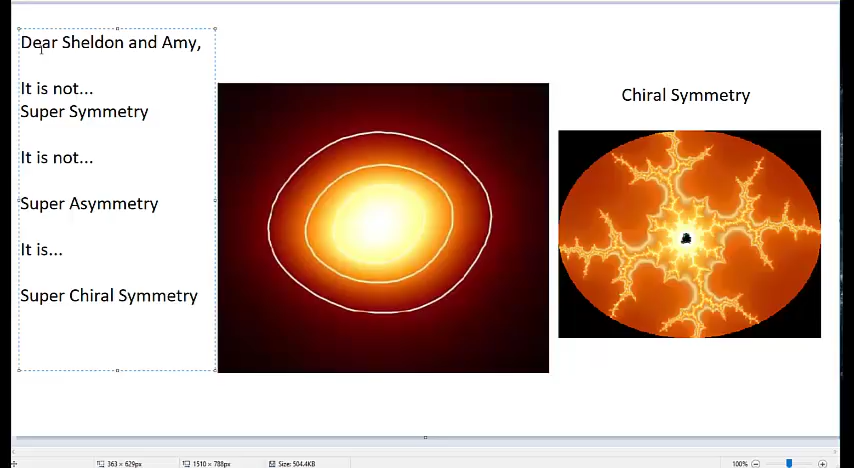 Dear Sheldon and Amy,
It is not...
Super Symmetry
It is not...
Super Asymmetry
It is...
Super Chiral Symmetry
Chiral Symmetry
363 × 629px
1510 × 788px
Size: 504.4KB
100%